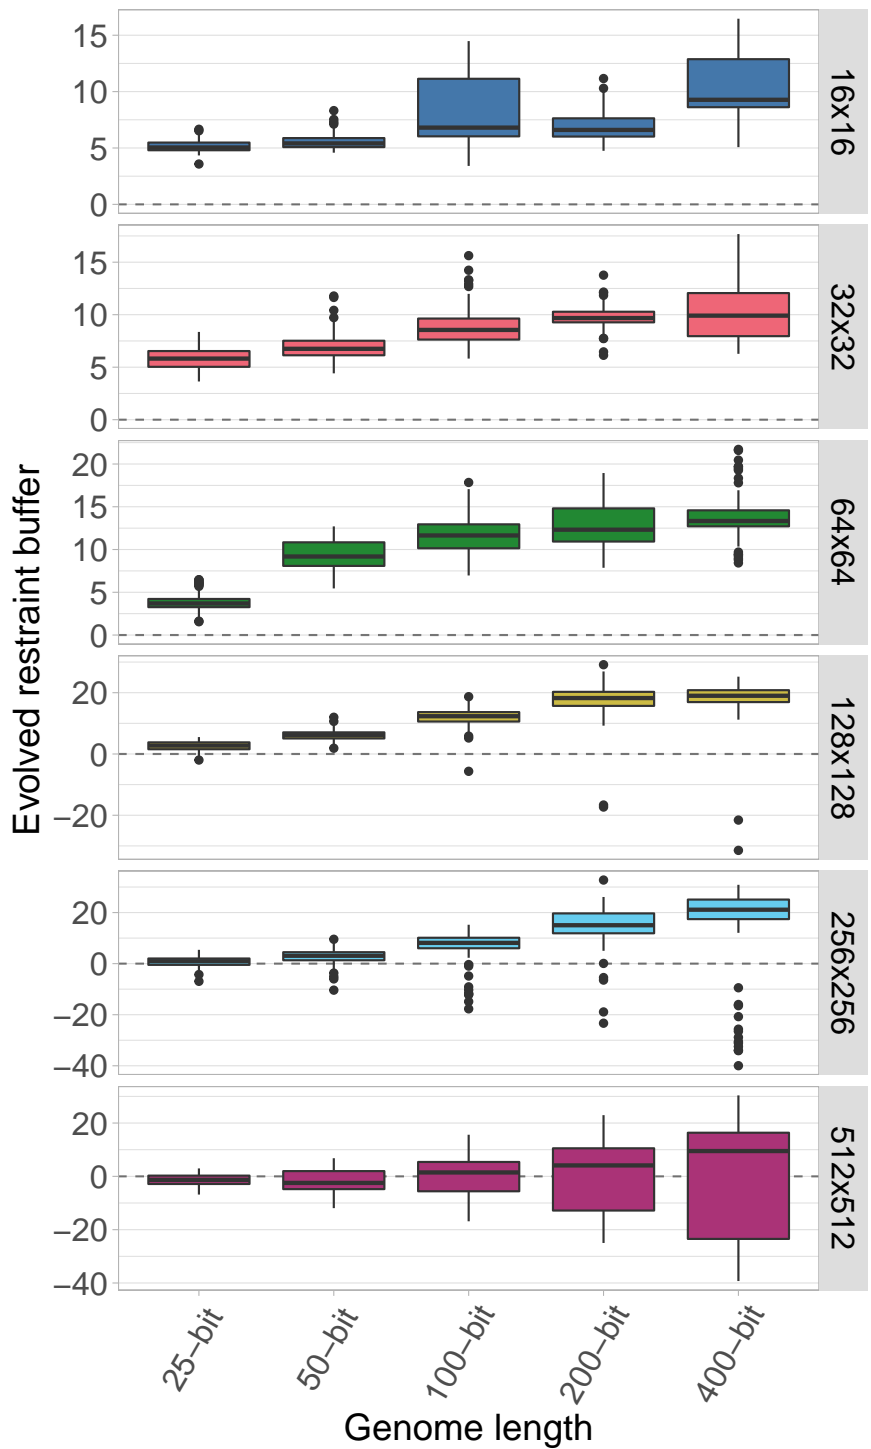 Evolved restraint buffer
15
10
5
0
16x16
15
10
5
0
32x32
20
15
10
5
0
64x64
20
0
−20
128x128
20
0
−20
−40
256x256
20
0
−20
−40
512x512
25−bit
50−bit
100−bit
200−bit
400−bit
Genome length